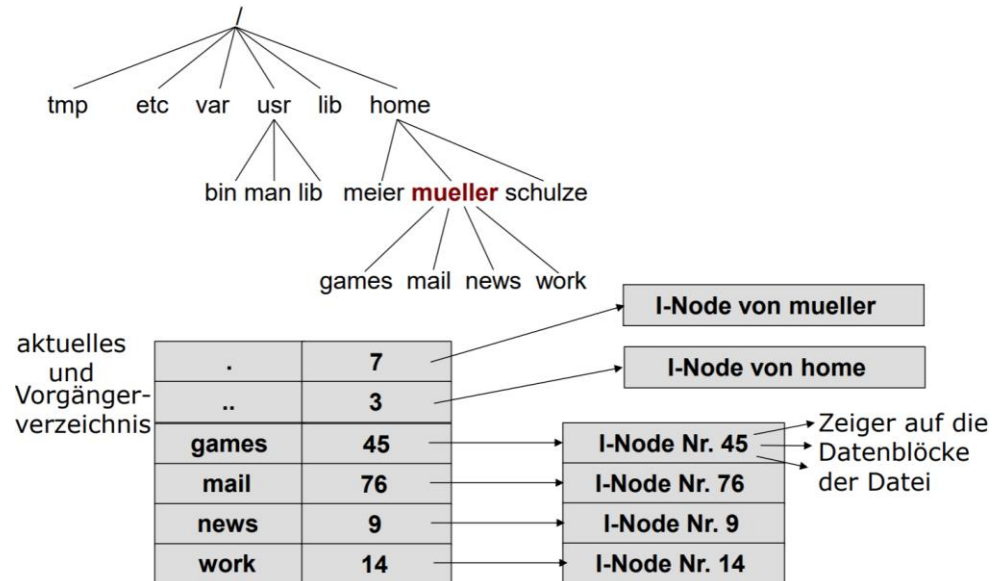 /
tmp etc var usr lib home
bin man lib meier mueller schulze
games mail news work
I-Node von mueller
aktuelles
und
Vorgänger-
verzeichnis
. 7
I-Node von home
.. 3
games 45 I-Node Nr. 45
mail 76 I-Node Nr. 76
news 9 I-Node Nr. 9
work 14 I-Node Nr. 14
Zeiger auf die
Datenblöcke
der Datei